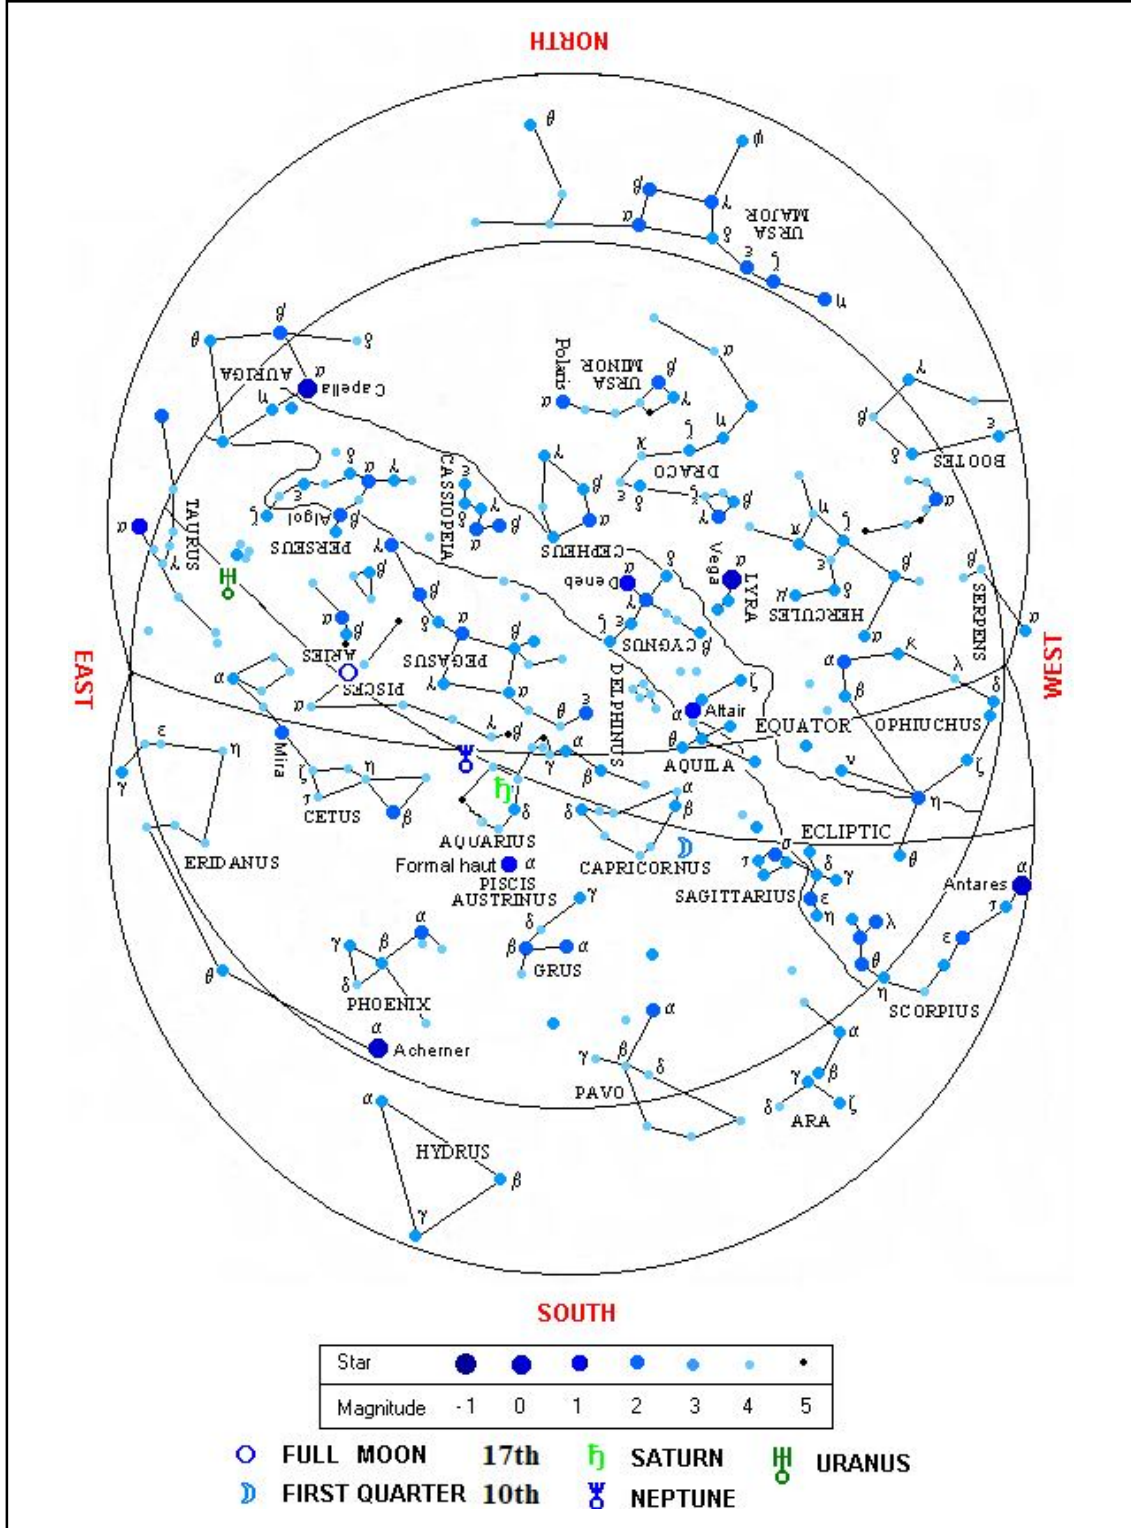 NORTH
θ
ψ
β
γ
α
δ
URSA
MAJOR
ε
ζ
η
β
θ
δ
α
AURIGA
Capella
η
Polaris
α
URSA
MINOR
β
γ
α
γ
β
δ
ε
BOOTES
η
ζ
κ
DRACO
ε
δ
ξ
β
γ
CASSIOPEIA
ε
β
α
γ
β
α
CEPHEUS
δ
α
γ
ε
β
Algol
ζ
PERSEUS
TAURUS
α
γ
α
η
π
ζ
ε
β
δ
μ
HERCULES
α
β
SERPENS
α
Vega
α
LYRA
Deneb
α
δ
γ
ε
ζ
β
CYGNUS
γ
β
β
δ
α
β
PEGASUS
γ
α
α
β
ARIES
EAST
WEST
PISCES
α
γ
β
DELPHINUS
θ
ε
ζ
α
Attair
θ
AQUILA
α
β
κ
λ
δ
EQUATOR
OPHIUCHUS
ν
ζ
η
θ
α
Mira
ε
γ
η
ERIDANUS
ζ
τ
η
β
CETUS
γ
α
β
δ
AQUARIUS
δ
α
β
CAPRICORNUS
ECLIPTIC
Formal haut
α
PISCIS
AUSTRINUS
σ
τ
δ
γ
ε
η
SAGITTARIUS
α
Antares
τ
λ
ε
θ
η
SCORPIUS
γ
δ
β
α
GRUS
α
γ
β
δ
PHOENIX
θ
α
Acherner
α
γ
β
δ
PAVO
α
γ
β
δ
ζ
ARA
α
HYDRUS
β
γ
SOUTH
Star
Magnitude -1 0 1 2 3 4 5
FULL MOON 17th SATURN URANUS
FIRST QUARTER 10th NEPTUNE